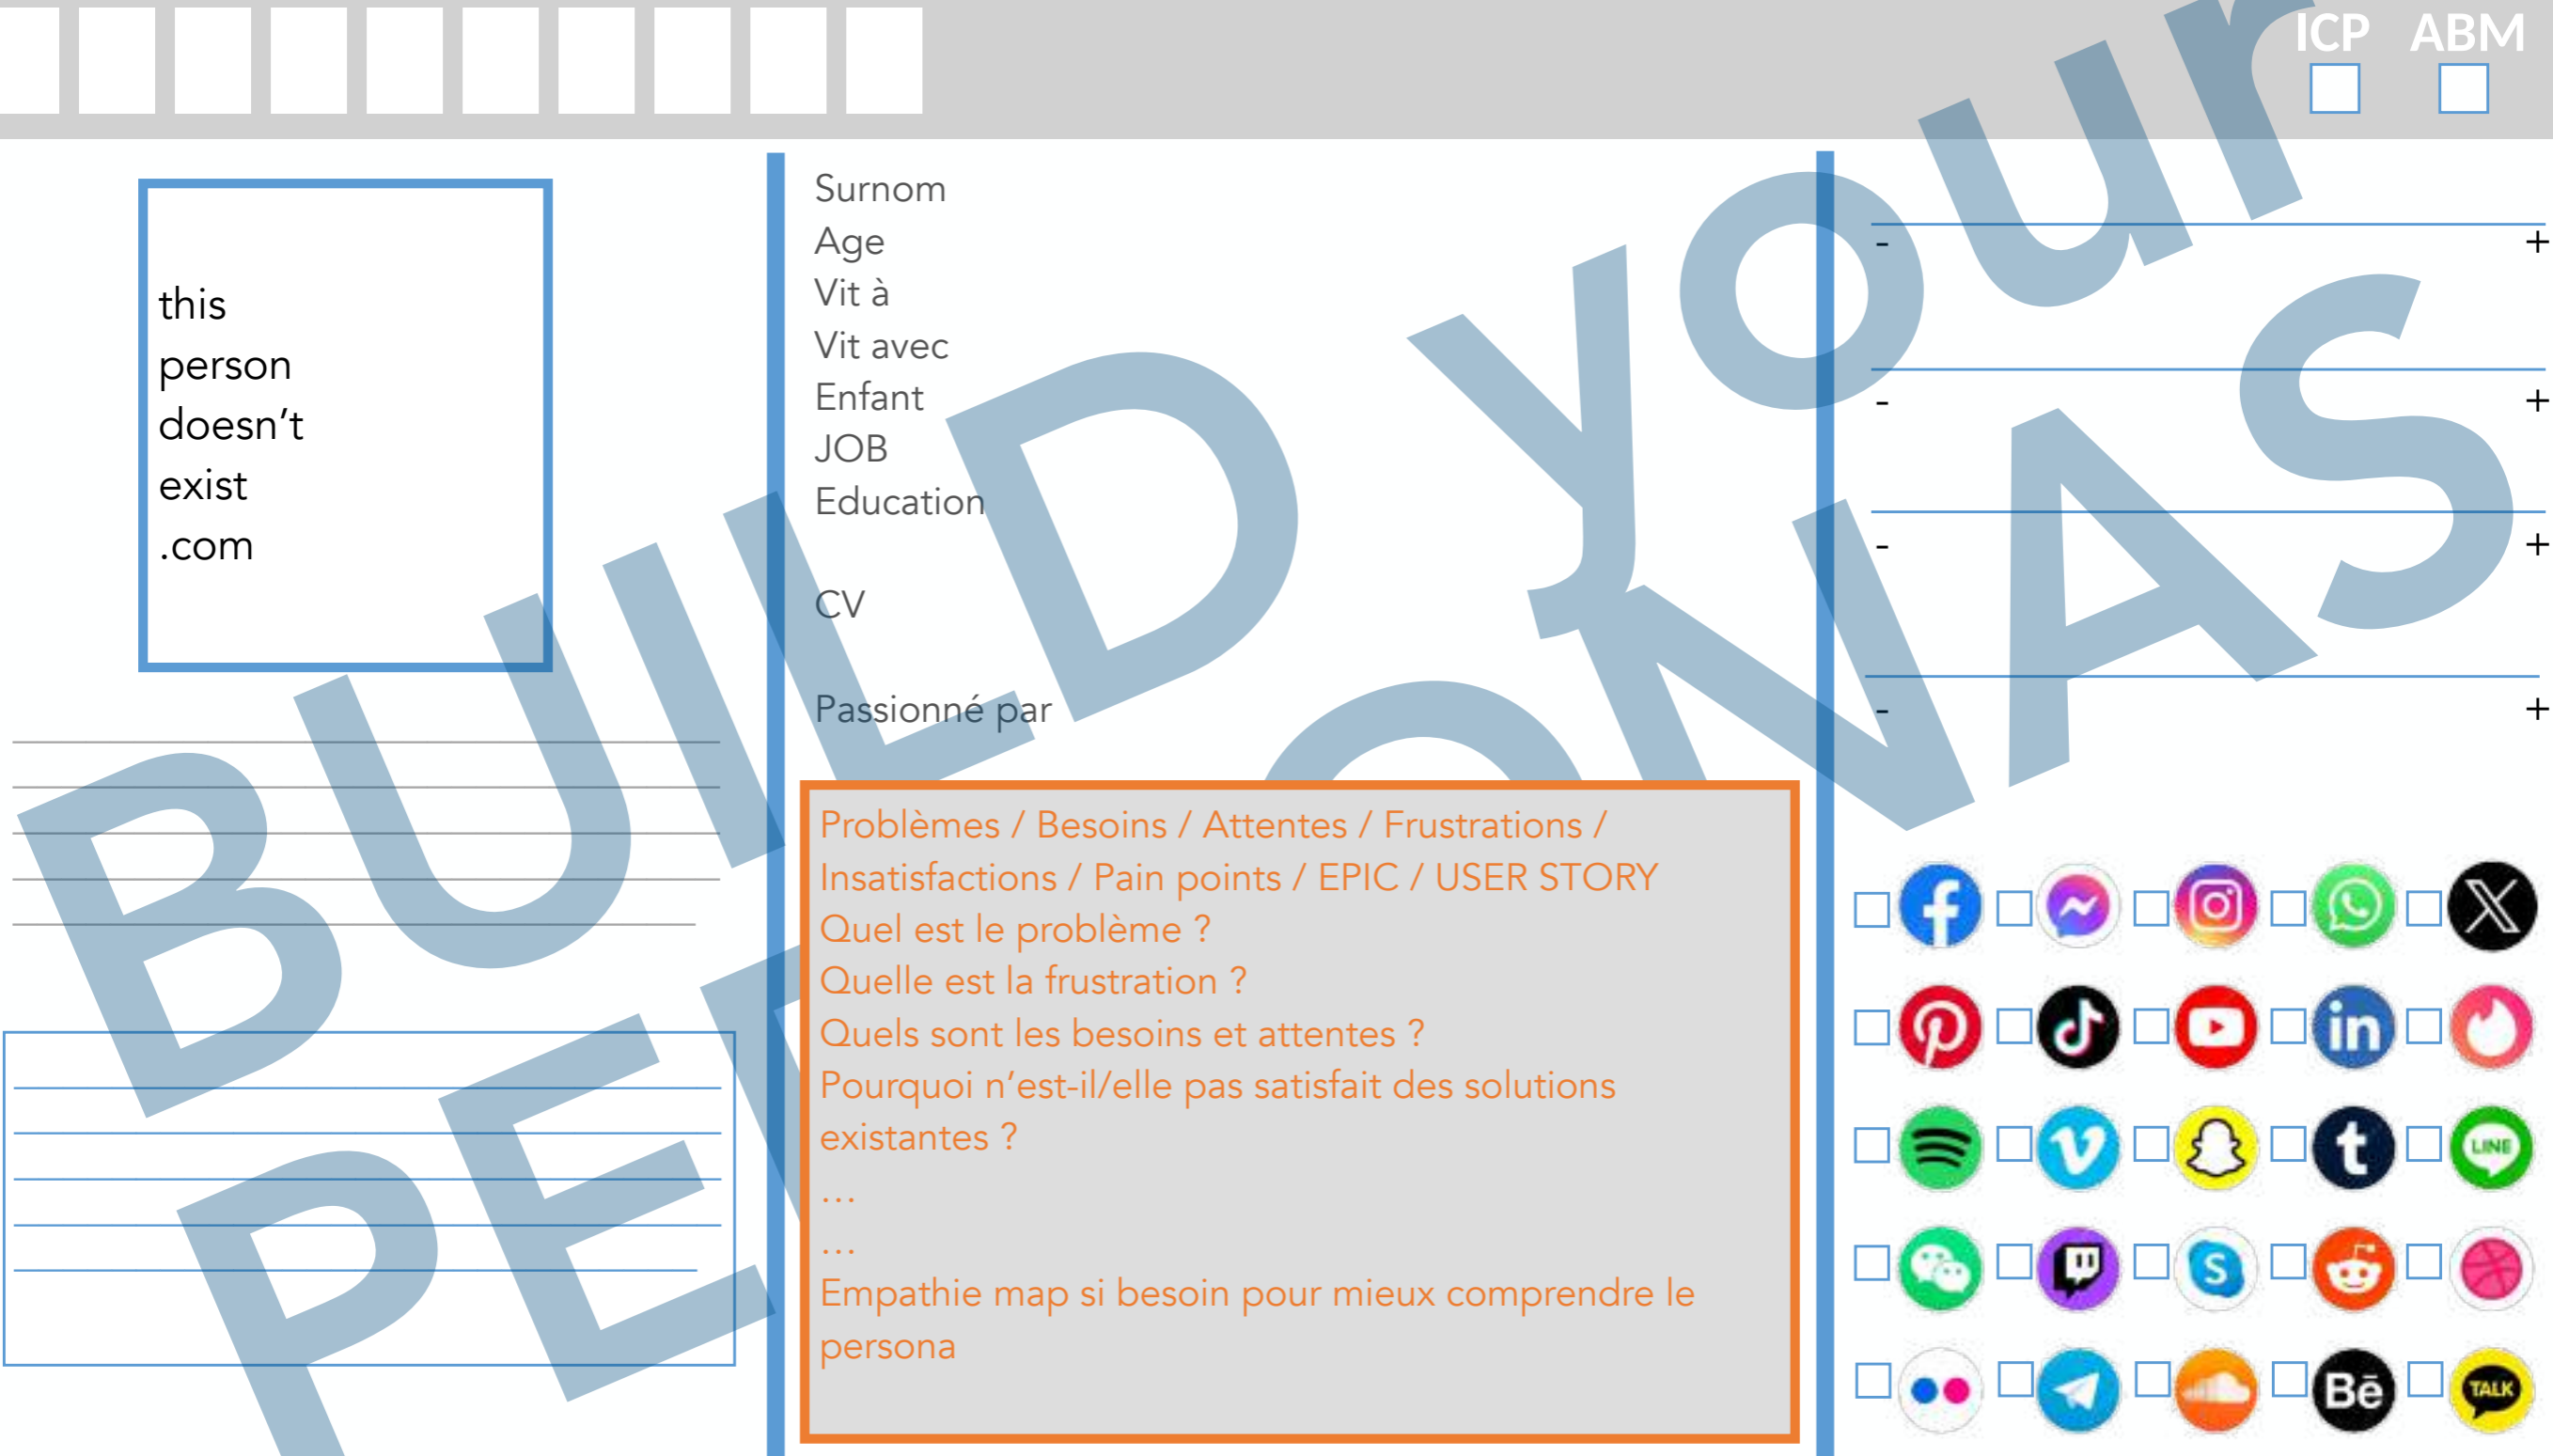 ICP ABM
this
person
doesn't
exist
.com
Surnom
Age
Vit à
Vit avec
Enfant
JOB
Education
CV
Passionné par
Problèmes / Besoins / Attentes / Frustrations /
Insatisfactions / Pain points / EPIC / USER STORY
Quel est le problème ?
Quelle est la frustration ?
Quels sont les besoins et attentes ?
Pourquoi n'est-il/elle pas satisfait des solutions
existantes ?
…
…
Empathie map si besoin pour mieux comprendre le
persona
- +
- +
- +
- +
in
LINE
S
Bē
TALK
BUILD your